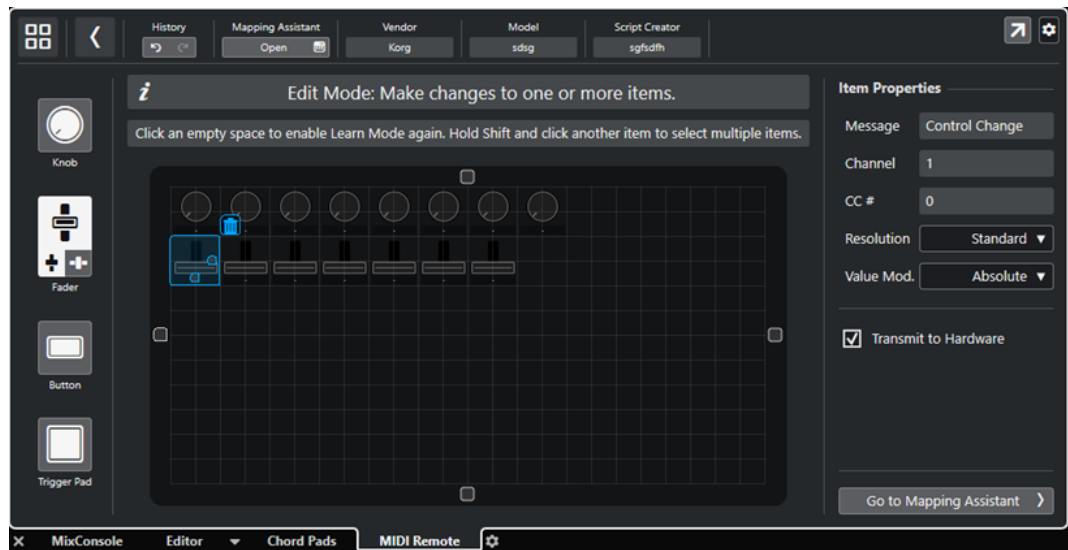 History
Mapping Assistant
Vendor
Model
Script Creator
Open
Korg
sdsg
sgfsdfh
i
Edit Mode: Make changes to one or more items.
Click an empty space to enable Learn Mode again. Hold Shift and click another item to select multiple items.
Knob
Fader
Button
Trigger Pad
Item Properties
Message Control Change
Channel 1
CC # 0
Resolution Standard
Value Mod. Absolute
Transmit to Hardware
Go to Mapping Assistant
MixConsole
Editor
Chord Pads
MIDI Remote